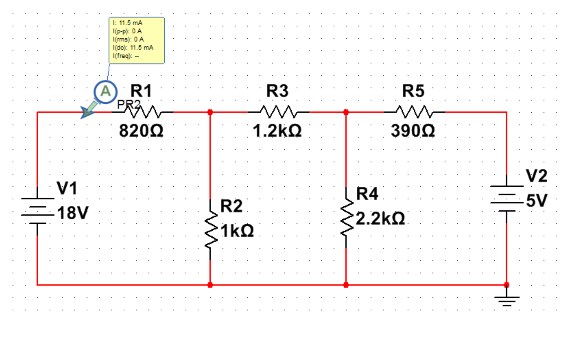 I: 11.5 mA
I(p-p): 0 A
I(rms): 0 A
I(dc): 11.5 mA
I(freq): --
A
PR2
R1
820Ω
R3
1.2kΩ
R5
390Ω
V1
18V
R2
1kΩ
R4
2.2kΩ
V2
5V